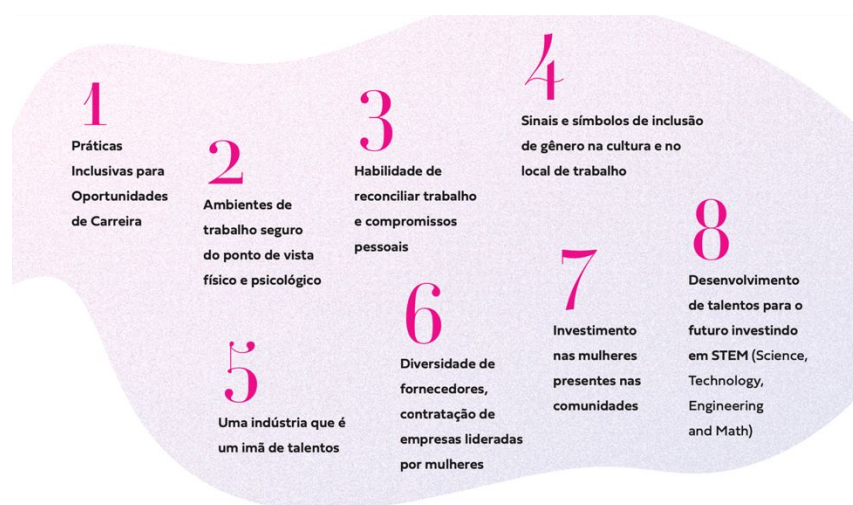 1
Práticas
Inclusivas para
Oportunidades
de Carreira
2
Ambientes de
trabalho seguro
do ponto de vista
físico e psicológico
3
Habilidade de
reconciliar trabalho
e compromissos
pessoais
4
Sinais e símbolos de inclusão
de gênero na cultura e no
local de trabalho
5
Uma indústria que é
um imã de talentos
6
Diversidade de
fornecedores,
contratação de
empresas lideradas
por mulheres
7
Investimento
nas mulheres
presentes nas
comunidades
8
Desenvolvimento
de talentos para o
futuro investindo
em STEM (Science,
Technology,
Engineering
and Math)